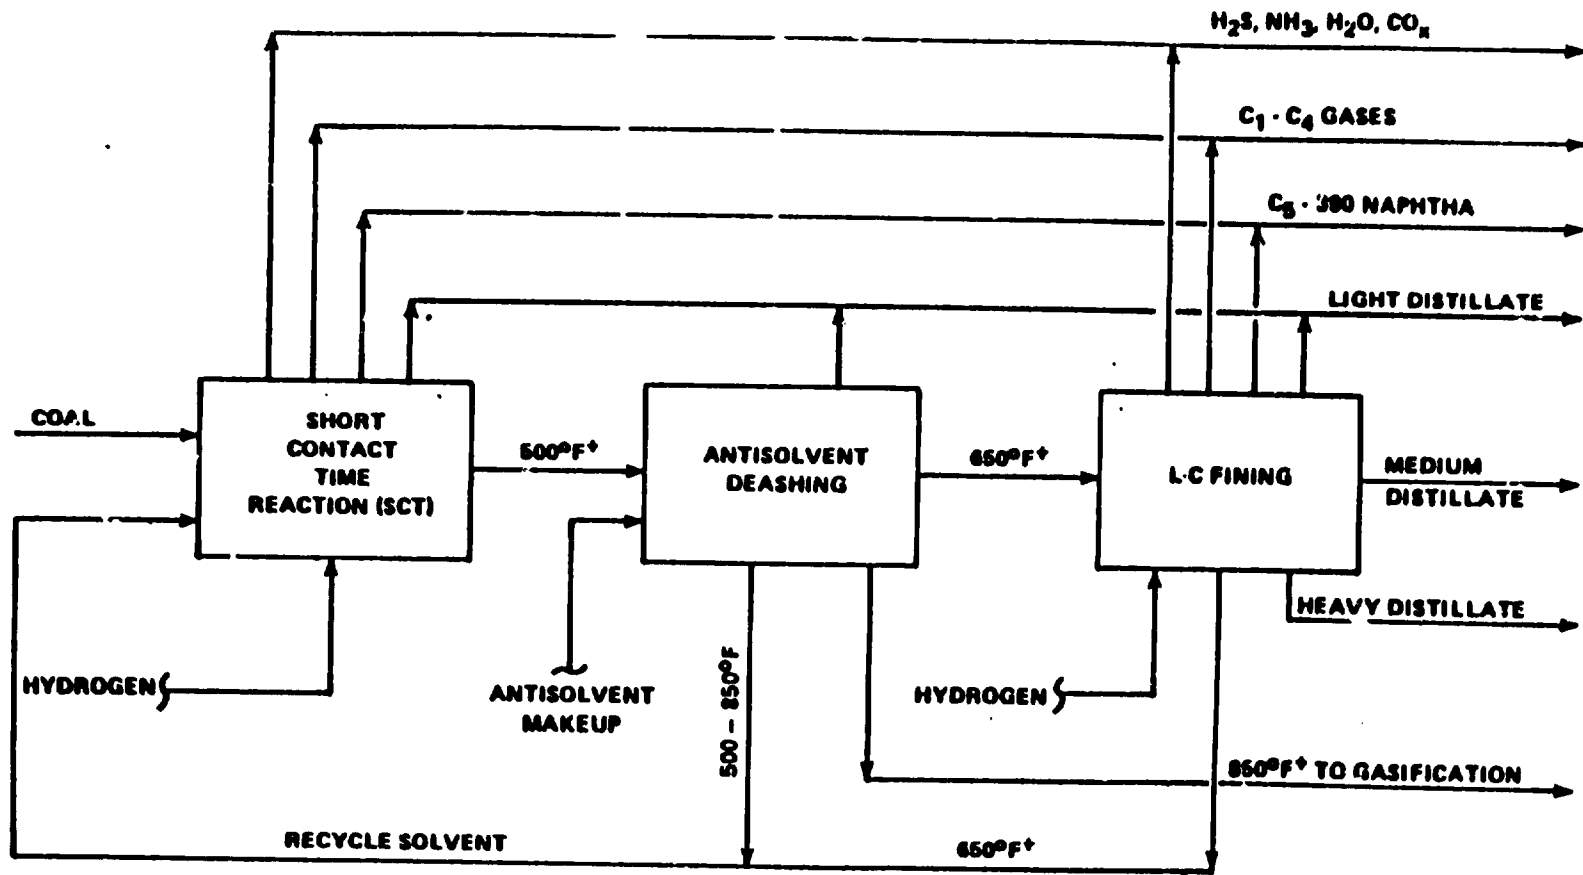 H₂S, NH₃, H₂O, COₓ
C₁ - C₄ GASES
C₅ - 390 NAPHTHA
LIGHT DISTILLATE
COAL
SHORT
CONTACT
TIME
REACTION (SCT)
500°F⁺
ANTISOLVENT
DEASHING
650°F⁺
L-C FINING
MEDIUM
DISTILLATE
HEAVY DISTILLATE
HYDROGEN
ANTISOLVENT
MAKEUP
500 – 850°F
HYDROGEN
850°F⁺ TO GASIFICATION
RECYCLE SOLVENT
650°F⁺